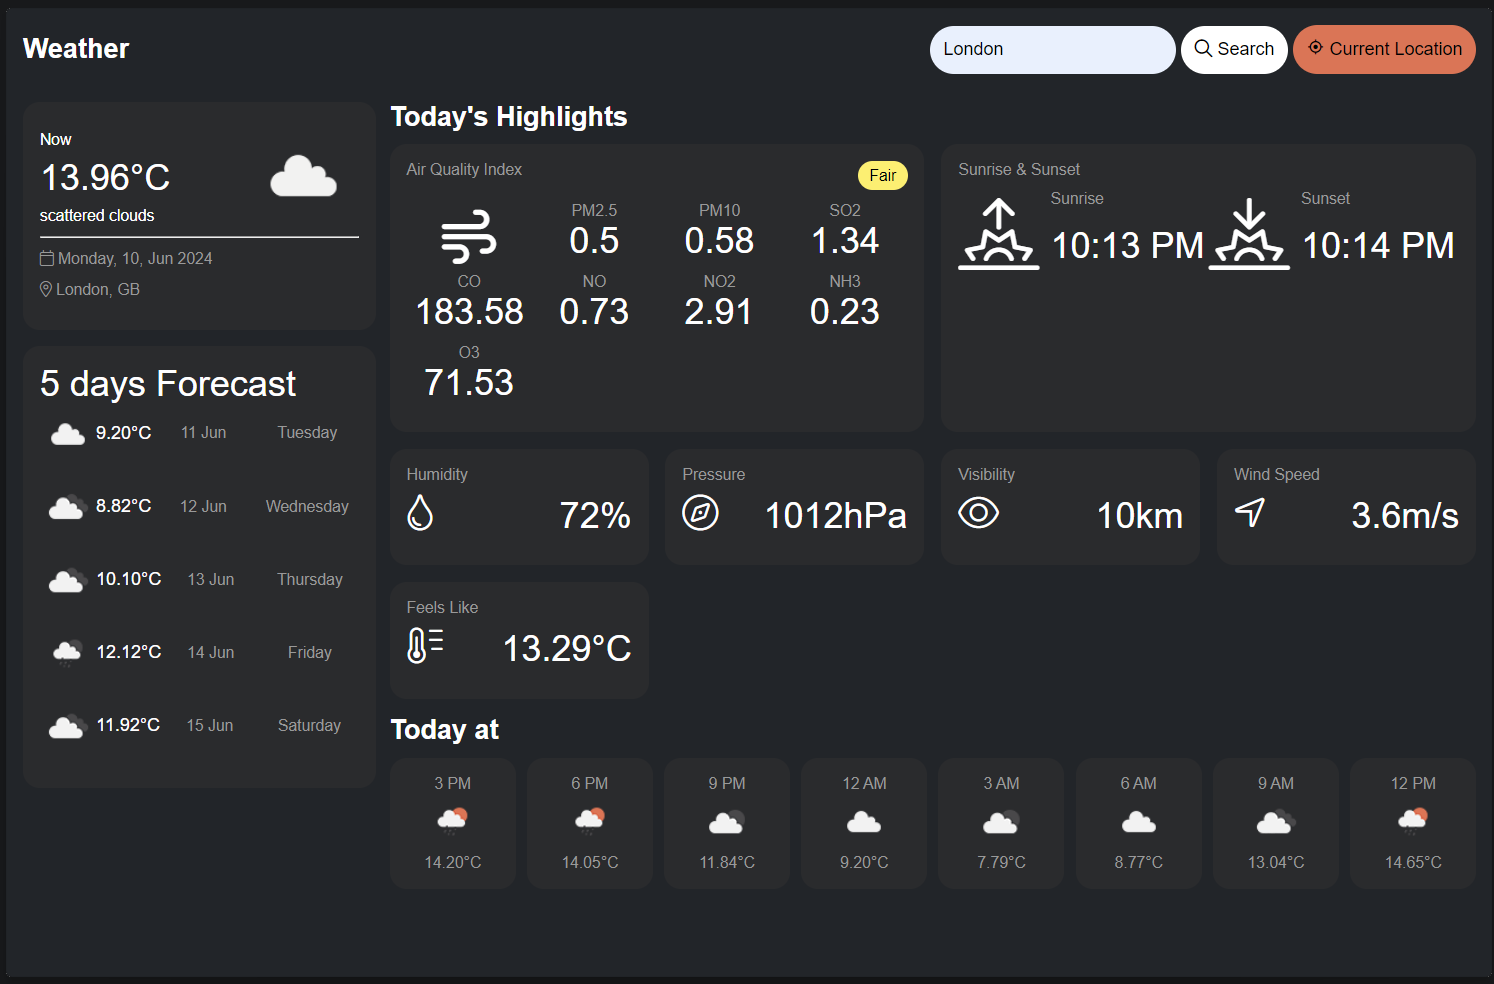 Weather
London
Search
Current Location
Now
13.96°C
scattered clouds
Monday, 10, Jun 2024
London, GB
5 days Forecast
9.20°C 11 Jun Tuesday
8.82°C 12 Jun Wednesday
10.10°C 13 Jun Thursday
12.12°C 14 Jun Friday
11.92°C 15 Jun Saturday
Today's Highlights
Air Quality Index
Fair
PM2.5 PM10 SO2
0.5 0.58 1.34
CO NO NO2 NH3
183.58 0.73 2.91 0.23
O3
71.53
Sunrise & Sunset
Sunrise
10:13 PM
Sunset
10:14 PM
Humidity
72%
Pressure
1012hPa
Visibility
10km
Wind Speed
3.6m/s
Feels Like
13.29°C
Today at
3 PM 6 PM 9 PM 12 AM 3 AM 6 AM 9 AM 12 PM
14.20°C 14.05°C 11.84°C 9.20°C 7.79°C 8.77°C 13.04°C 14.65°C